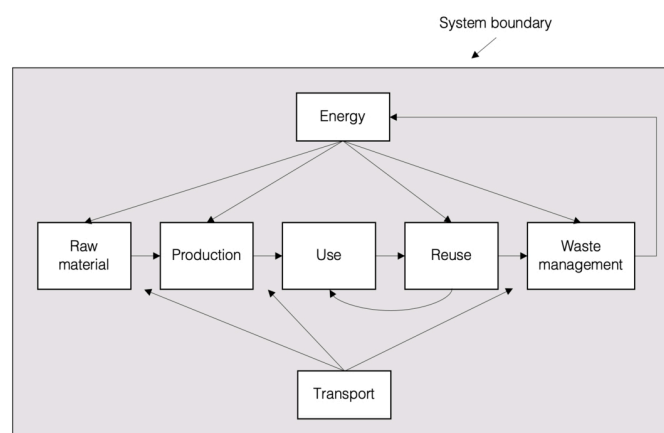 System boundary
Energy
Raw
material
Production
Use
Reuse
Waste
management
Transport